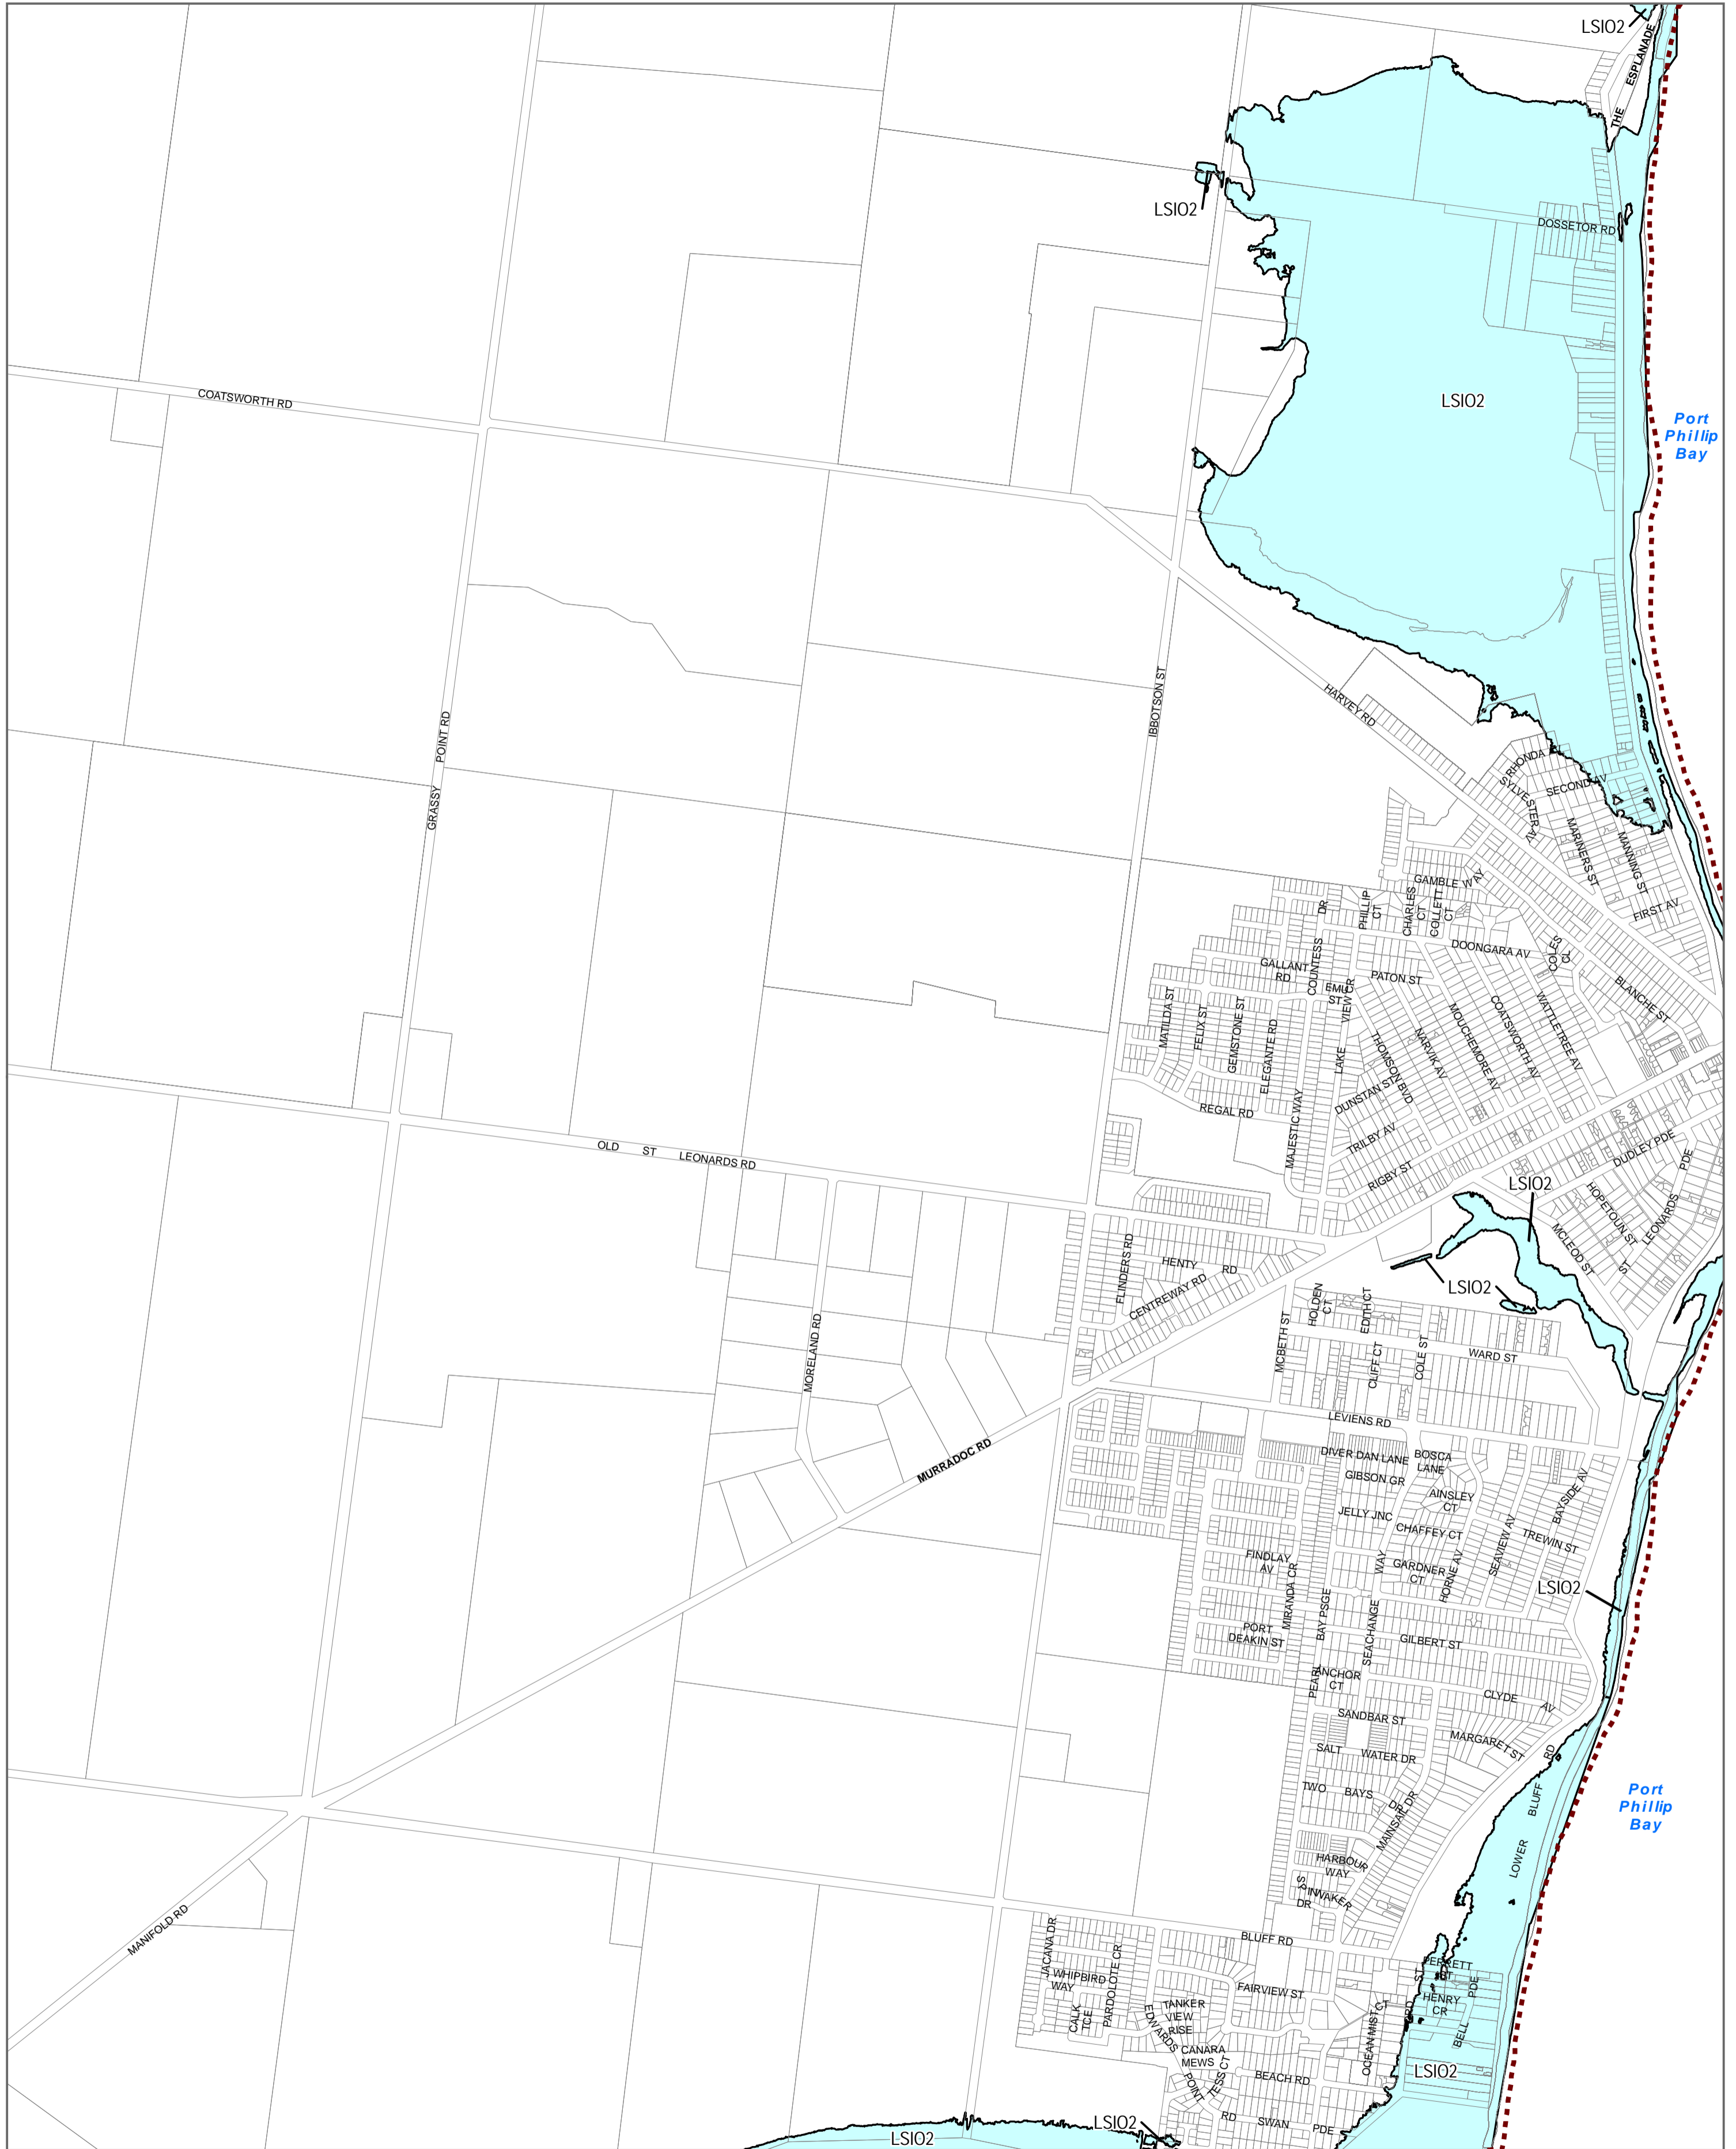 LSIO2
THE ESPLANADE
LSIO2
DOSSETOR RD
COATSWORTH RD
LSIO2
Port
Phillip
Bay
GRASSY POINT RD
IBBOTSON ST
HARVEY RD
RHONDA
SYLVESTER AV
SECOND AV
MARINERS ST
MANNING ST
FIRST AV
GAMBLE WAY
PHILLIP
CT
CHARLES
CT
COLLETT
CT
COUNTESS DR
DOONGARA AV
COLES
CL
GALLANT
RD
PATON ST
EMU
ST
LAKE VIEW CR
BLANCHE ST
MATILDA ST
FELIX ST
GEMSTONE ST
ELEGANTE RD
THOMSON BVD
NARVIK AV
MOUCHEMORE AV
COATSWORTH AV
WATTLETREE AV
DUNSTAN ST
REGAL RD
MAJESTIC WAY
TRILBY AV
RIGBY ST
DUDLEY PDE
OLD ST LEONARDS RD
LSIO2
HOPETOUN ST
ST LEONARDS PDE
MCLEOD ST
FLINDERS RD
HENTY RD
CENTREWAY RD
LSIO2
HOLDEN
CT
EDITH CT
MORELAND RD
MCBETH ST
CLIFF CT
COLE ST
WARD ST
LEVIENS RD
MURRADOC RD
DIVER DAN LANE
BOSCA
LANE
GIBSON GR
AINSLEY
CT
BAYSIDE AV
JELLY JNC
CHAFFEY CT
TREWIN ST
SEAVIEW AV
FINDLAY
AV
MIRANDA CR
GARDNER
CT
HORNE AV
LSIO2
PORT
DEAKIN ST
PEARL BAY PSGE
SEACHANGE WAY
GILBERT ST
ANCHOR
CT
CLYDE AV
SANDBAR ST
MARGARET ST
SALT WATER DR
TWO BAYS DR
MAINSAIL DR
LOWER BLUFF RD
Port
Phillip
Bay
HARBOUR
WAY
SPINNAKER
DR
MANIFOLD RD
BLUFF RD
JACANA DR
WHIPBIRD
WAY
PARDOLOTE CR
CALK
TCE
FAIRVIEW ST
PERRETT
ST
HENRY
CR
BELL PDE
TANKER
VIEW
RISE
EDWARDS POINT RD
OCEAN MIST CT
CANARA
MEWS
TESS CT
BEACH RD
LSIO2
SWAN PDE
LSIO2
LSIO2